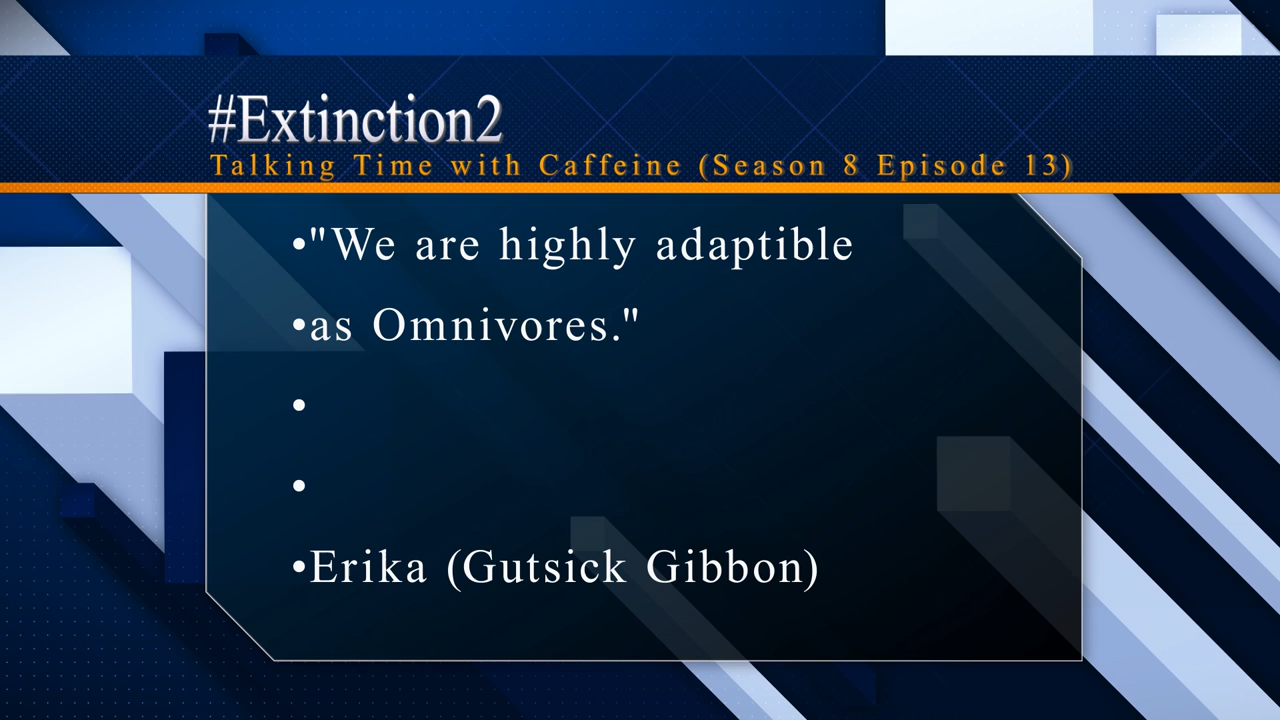 #Extinction2
Talking Time with Caffeine (Season 8 Episode 13)
•"We are highly adaptible
•as Omnivores."
•
•
•Erika (Gutsick Gibbon)